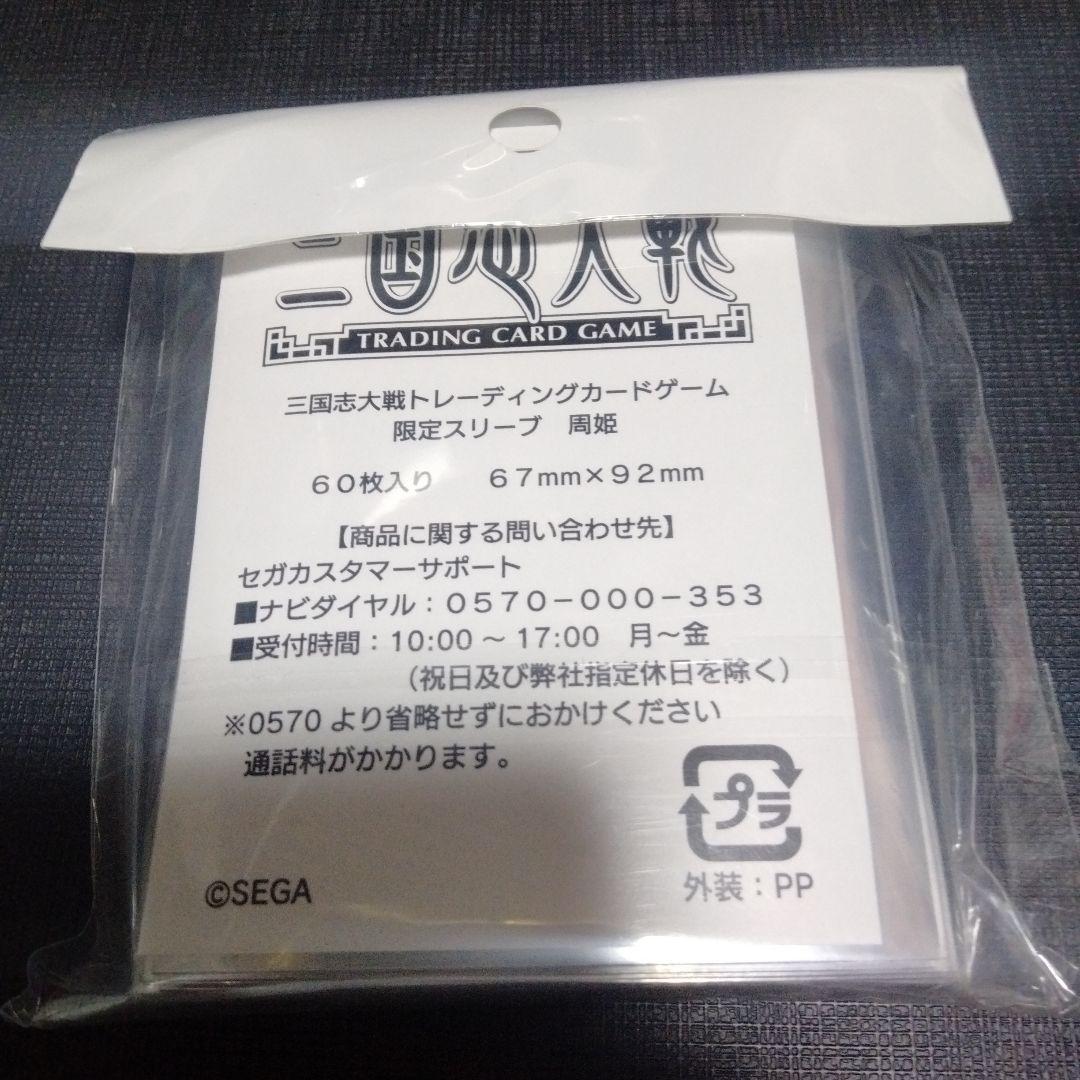 三国志大戦
TRADING CARD GAME
三国志大戦トレーディングカードゲーム
限定スリーブ　周姫
６０枚入り　　６７mm×９２mm
【商品に関する問い合わせ先】
セガカスタマーサポート
■ナビダイヤル：０５７０－０００－３５３
■受付時間：10:00 ～ 17:00　月～金
（祝日及び弊社指定休日を除く）
※0570 より省略せずにおかけください
通話料がかかります。
プラ
外装：PP
©SEGA